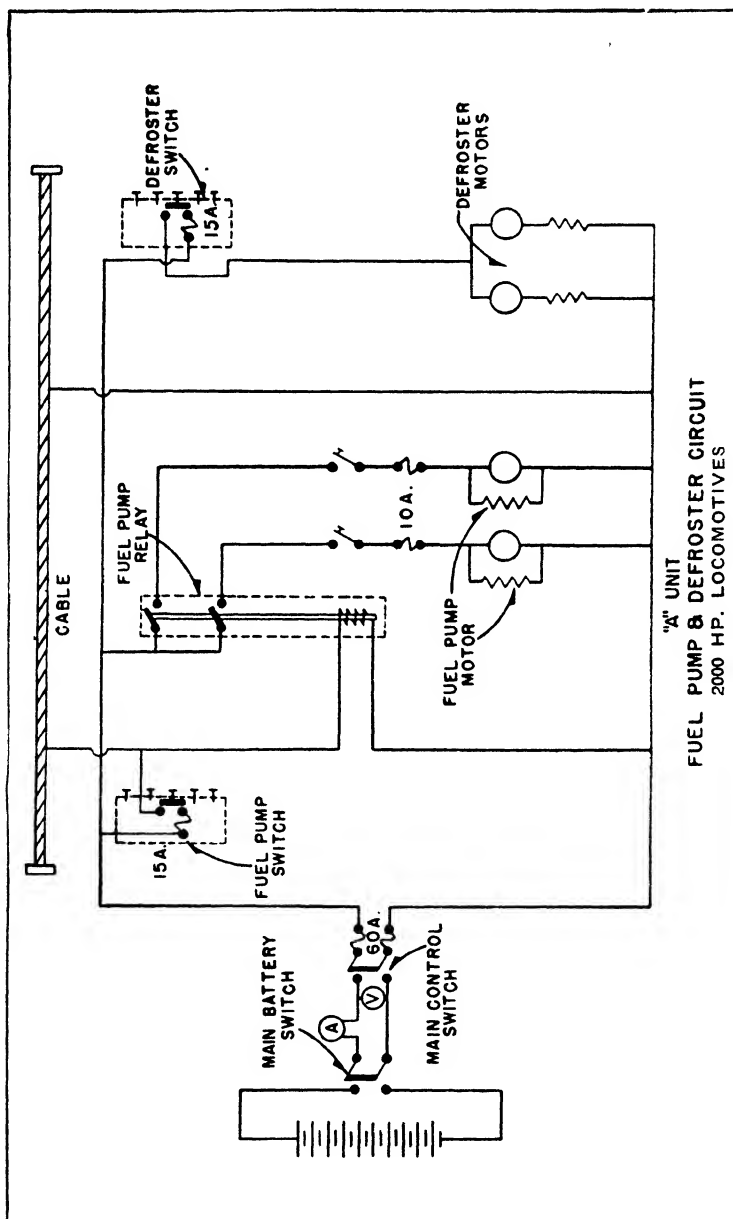 CABLE
DEFROSTER
SWITCH
15A.
FUEL PUMP
RELAY
15A.
FUEL PUMP
SWITCH
10A.
DEFROSTER
MOTORS
FUEL PUMP
MOTOR
MAIN BATTERY
SWITCH
A
V
60A.
MAIN CONTROL
SWITCH
"A" UNIT
FUEL PUMP & DEFROSTER CIRCUIT
2000 HP. LOCOMOTIVES